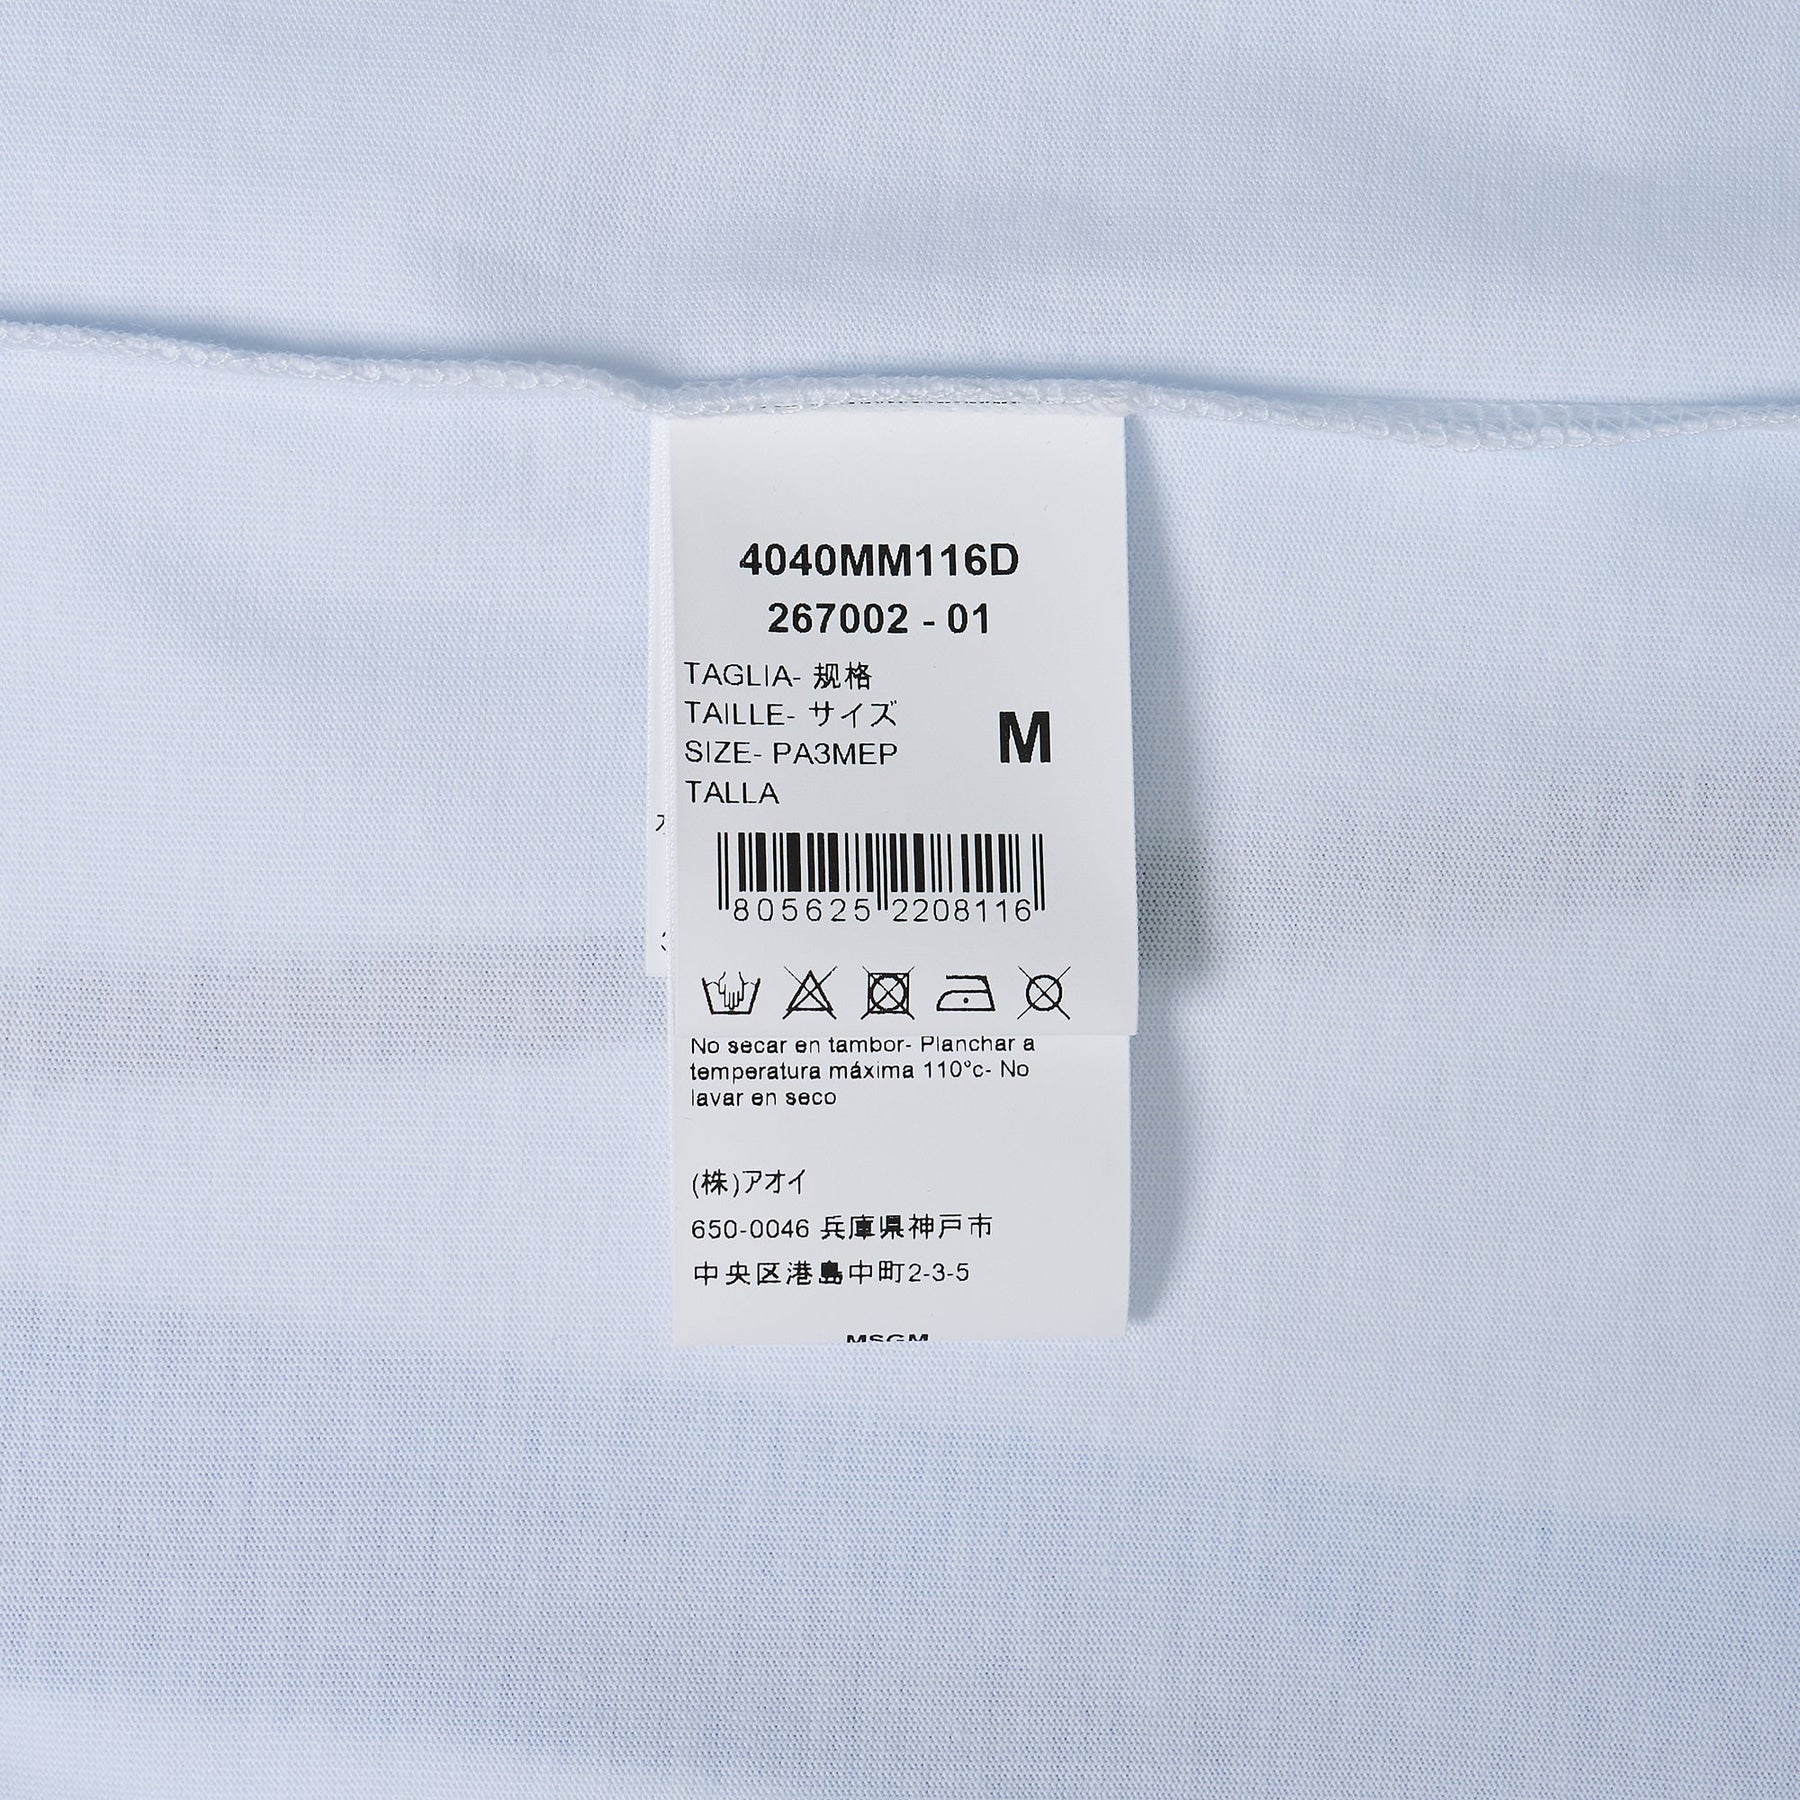 4040MM116D
267002 - 01
TAGLIA- 规格
TAILLE- サイズ
SIZE- РАЗМЕР
TALLA
M
805625 2208116
No secar en tambor- Planchar a
temperatura máxima 110°c- No
lavar en seco
(株)アオイ
650-0046 兵庫県神戸市
中央区港島中町2-3-5
MSGM